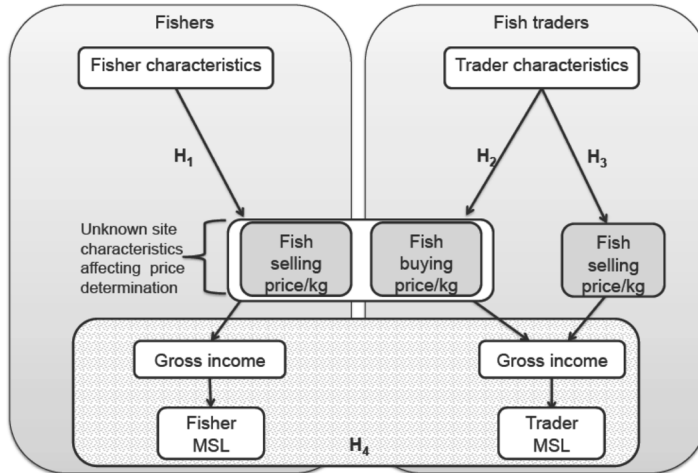 Fishers
Fish traders
Fisher characteristics
Trader characteristics
H1
H2
H3
Unknown site
characteristics
affecting price
determination
Fish
selling
price/kg
Fish
buying
price/kg
Fish
selling
price/kg
Gross income
Gross income
Fisher
MSL
Trader
MSL
H4